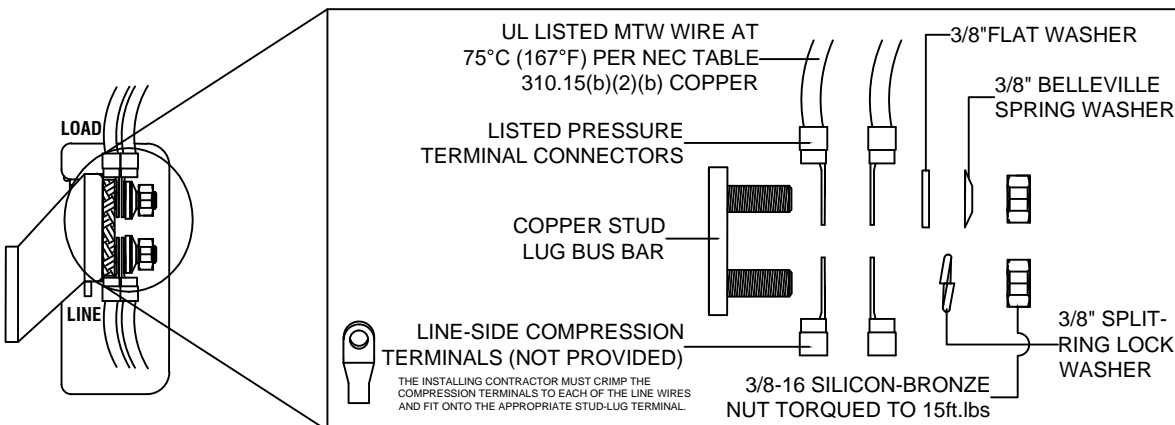 UL LISTED MTW WIRE AT
75°C (167°F) PER NEC TABLE
310.15(b)(2)(b) COPPER
3/8"FLAT WASHER
3/8" BELLEVILLE
SPRING WASHER
LOAD
LISTED PRESSURE
TERMINAL CONNECTORS
COPPER STUD
LUG BUS BAR
LINE
LINE-SIDE COMPRESSION
TERMINALS (NOT PROVIDED)
THE INSTALLING CONTRACTOR MUST CRIMP THE
COMPRESSION TERMINALS TO EACH OF THE LINE WIRES
AND FIT ONTO THE APPROPRIATE STUD-LUG TERMINAL.
3/8" SPLIT-
RING LOCK
WASHER
3/8-16 SILICON-BRONZE
NUT TORQUED TO 15ft.lbs